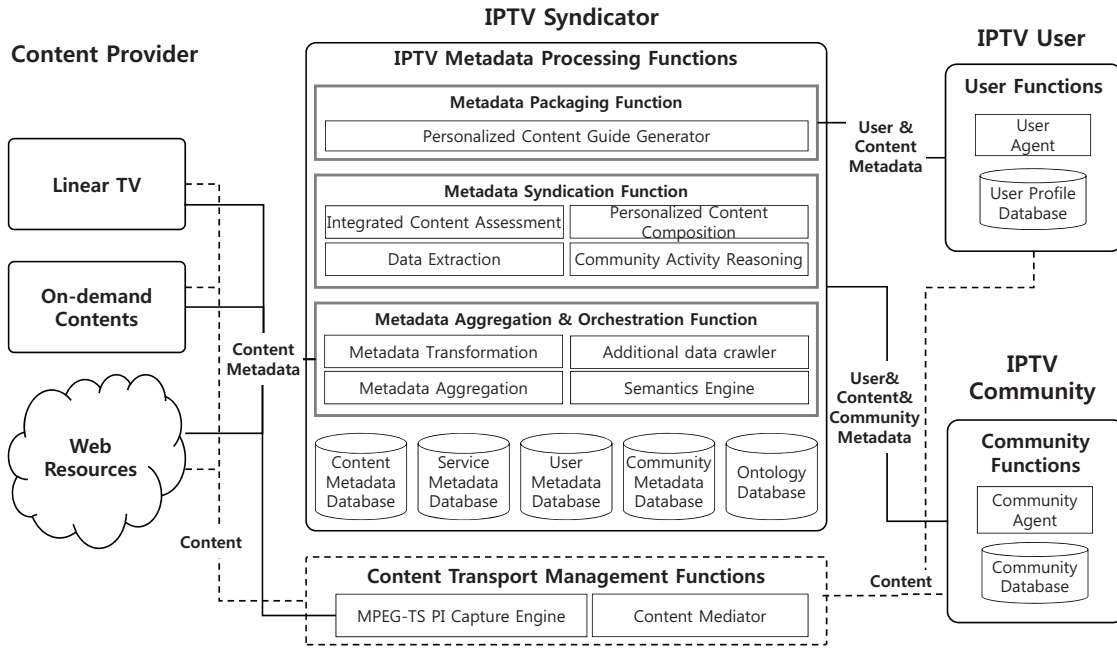 IPTV Syndicator
Content Provider
IPTV User
IPTV Metadata Processing Functions
User Functions
Metadata Packaging Function
Personalized Content Guide Generator
User &
Content
Metadata
User
Agent
Linear TV
Metadata Syndication Function
User Profile
Database
Integrated Content Assessment
Personalized Content
Composition
Data Extraction
Community Activity Reasoning
On-demand
Contents
Metadata Aggregation & Orchestration Function
Content
Metadata
Metadata Transformation
Additional data crawler
Metadata Aggregation
Semantics Engine
User&
Content&
Community
Metadata
IPTV
Community
Web
Resources
Community
Functions
Content
Metadata
Database
Service
Metadata
Database
User
Metadata
Database
Community
Metadata
Database
Ontology
Database
Community
Agent
Content
Content Transport Management Functions
Content
Community
Database
MPEG-TS PI Capture Engine
Content Mediator